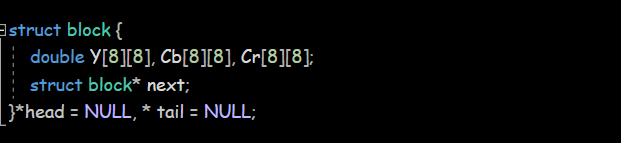 struct block {
double Y[8][8], Cb[8][8], Cr[8][8];
struct block* next;
}*head = NULL, * tail = NULL;